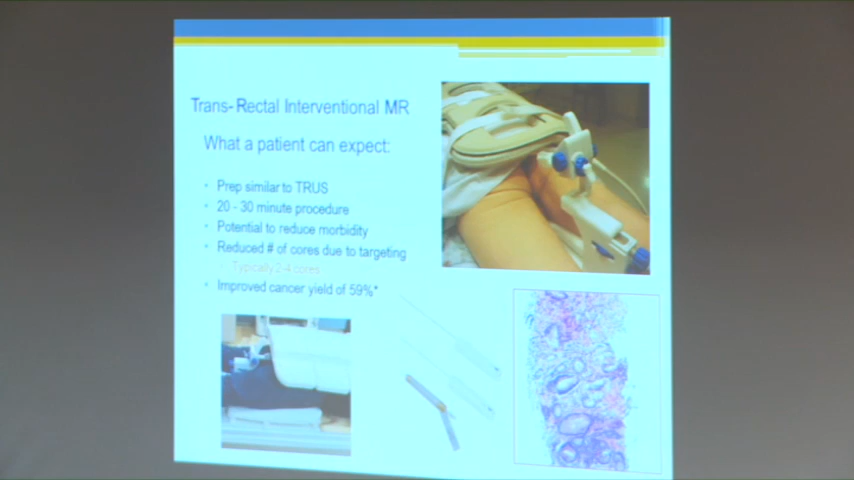 Trans- Rectal Interventional MR
What a patient can expect:
• Prep similar to TRUS
• 20 - 30 minute procedure
• Potential to reduce morbidity
• Reduced # of cores due to targeting
◦ Typically 2-4 cores
• Improved cancer yield of 59%*